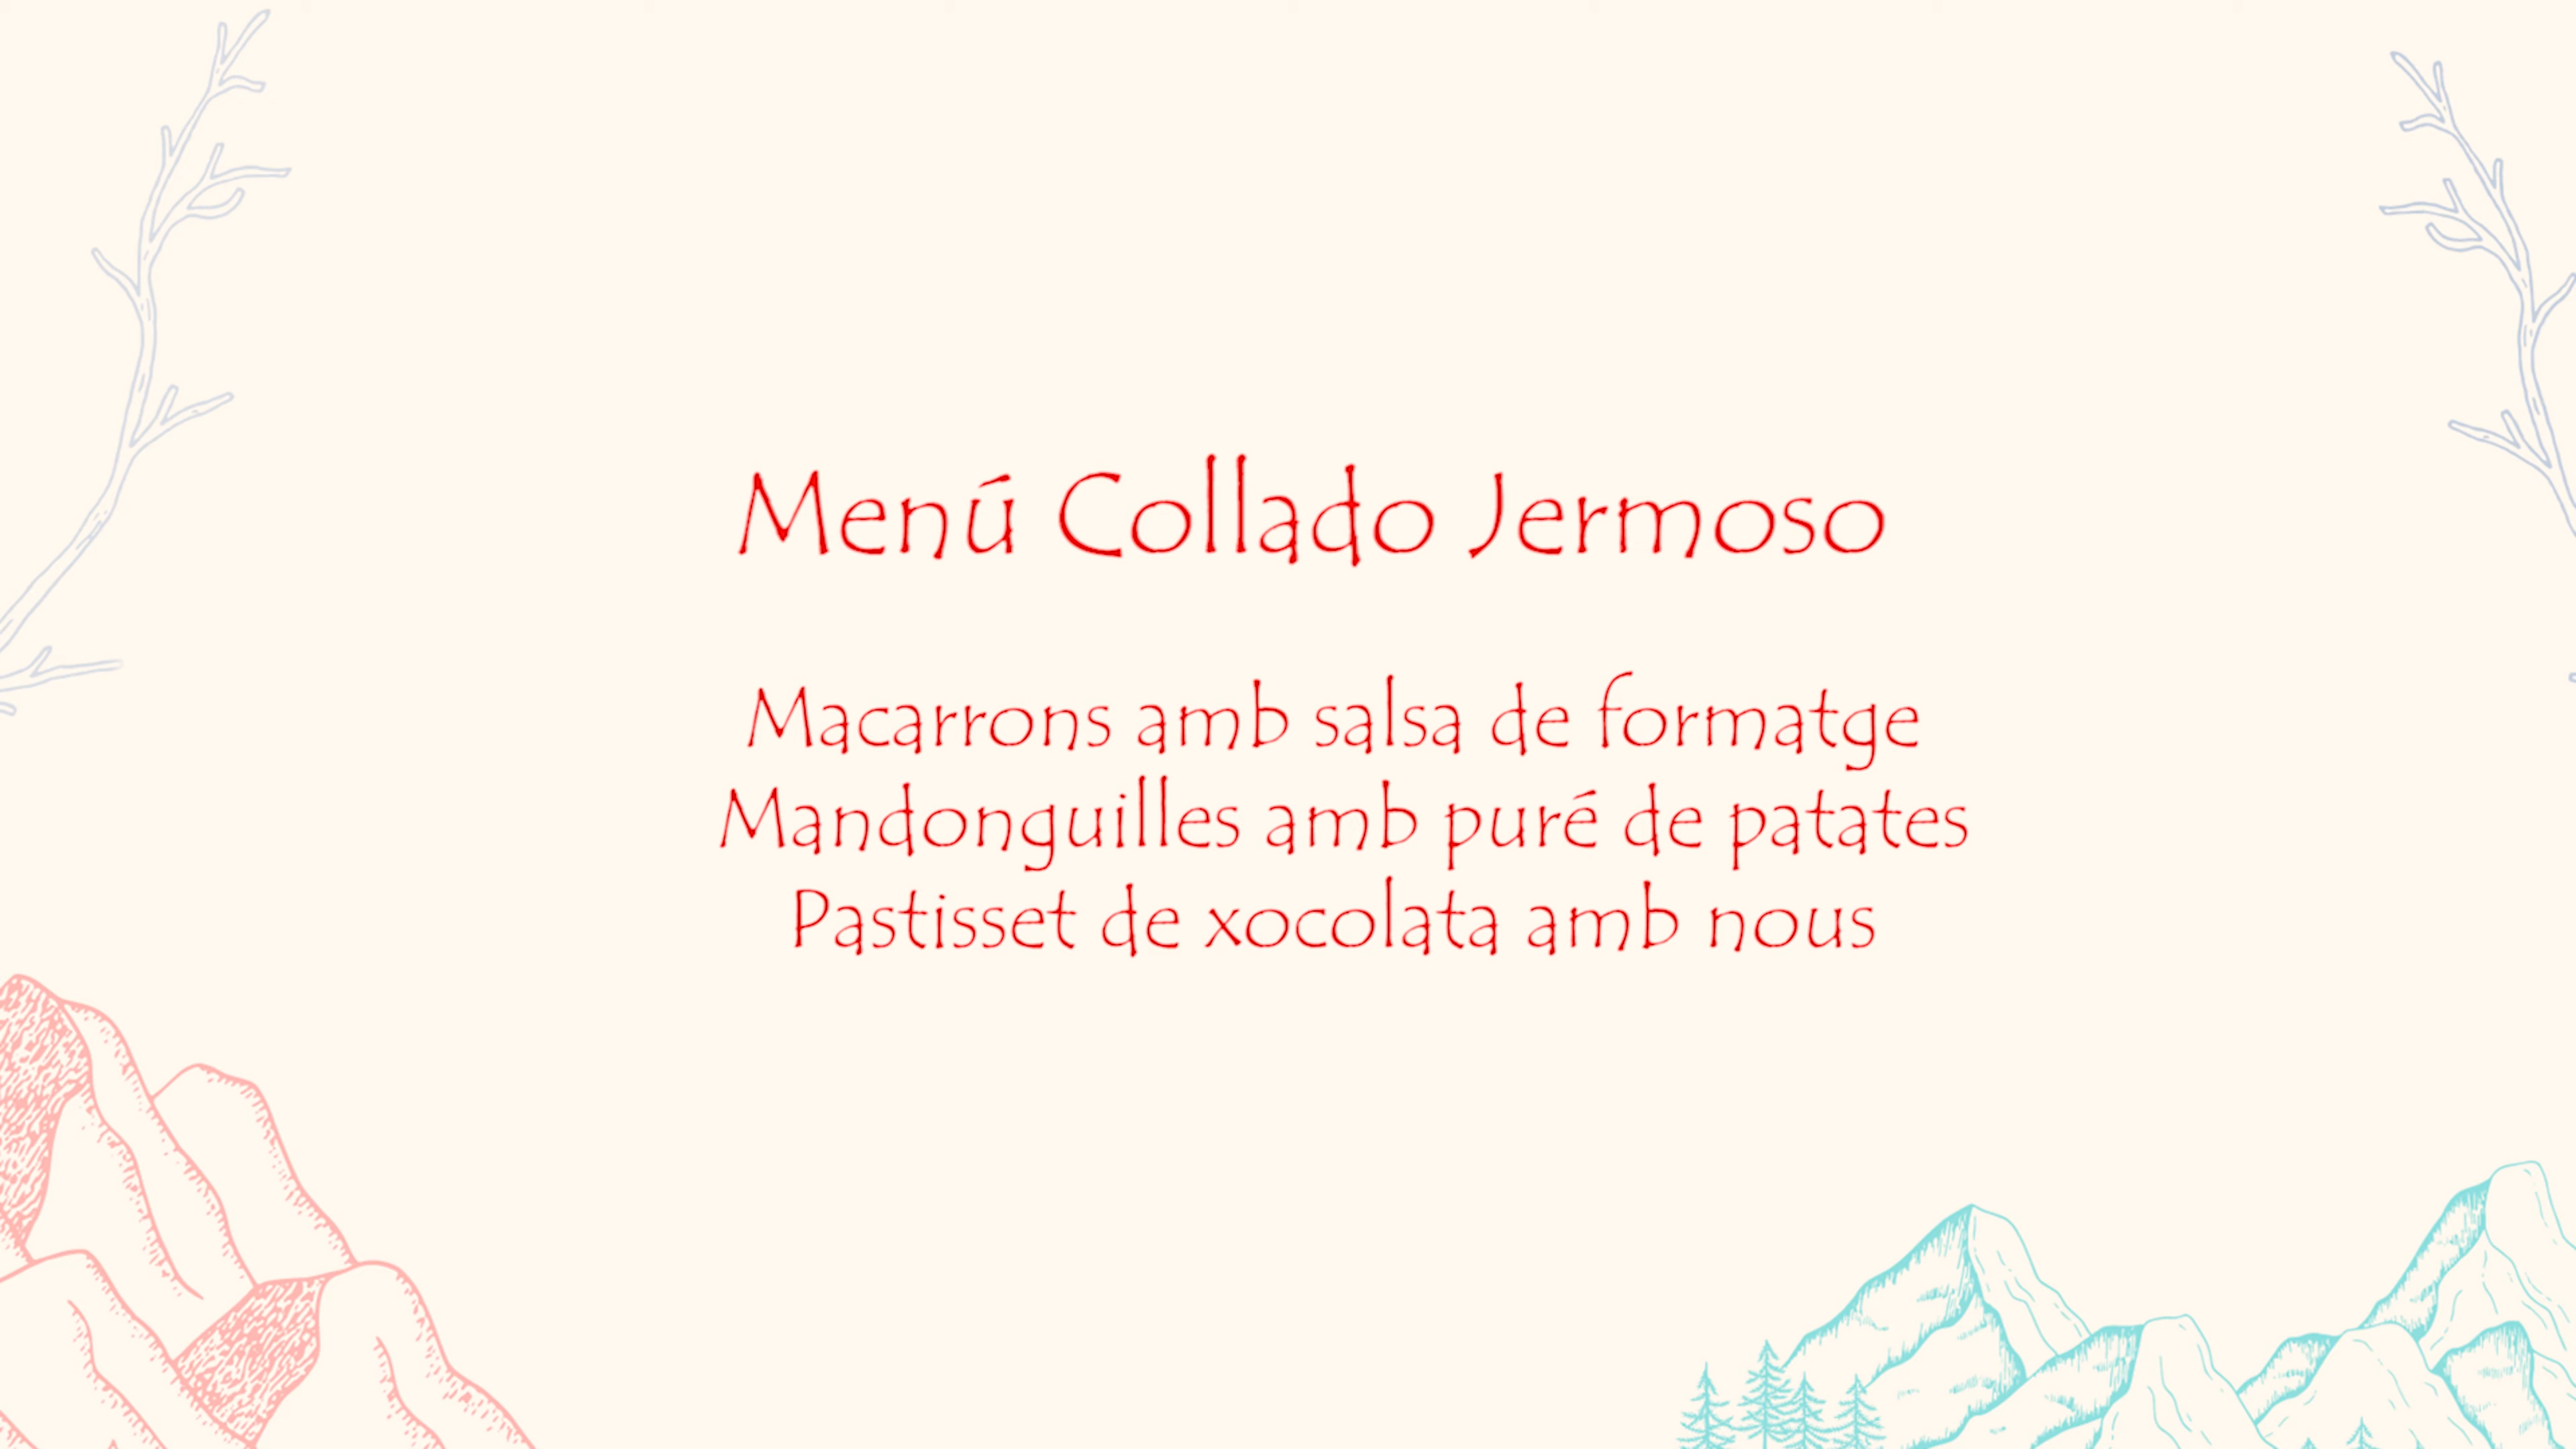 Menú Collado Jermoso
Macarrons amb salsa de formatge
Mandonguilles amb puré de patates
Pastisset de xocolata amb nous